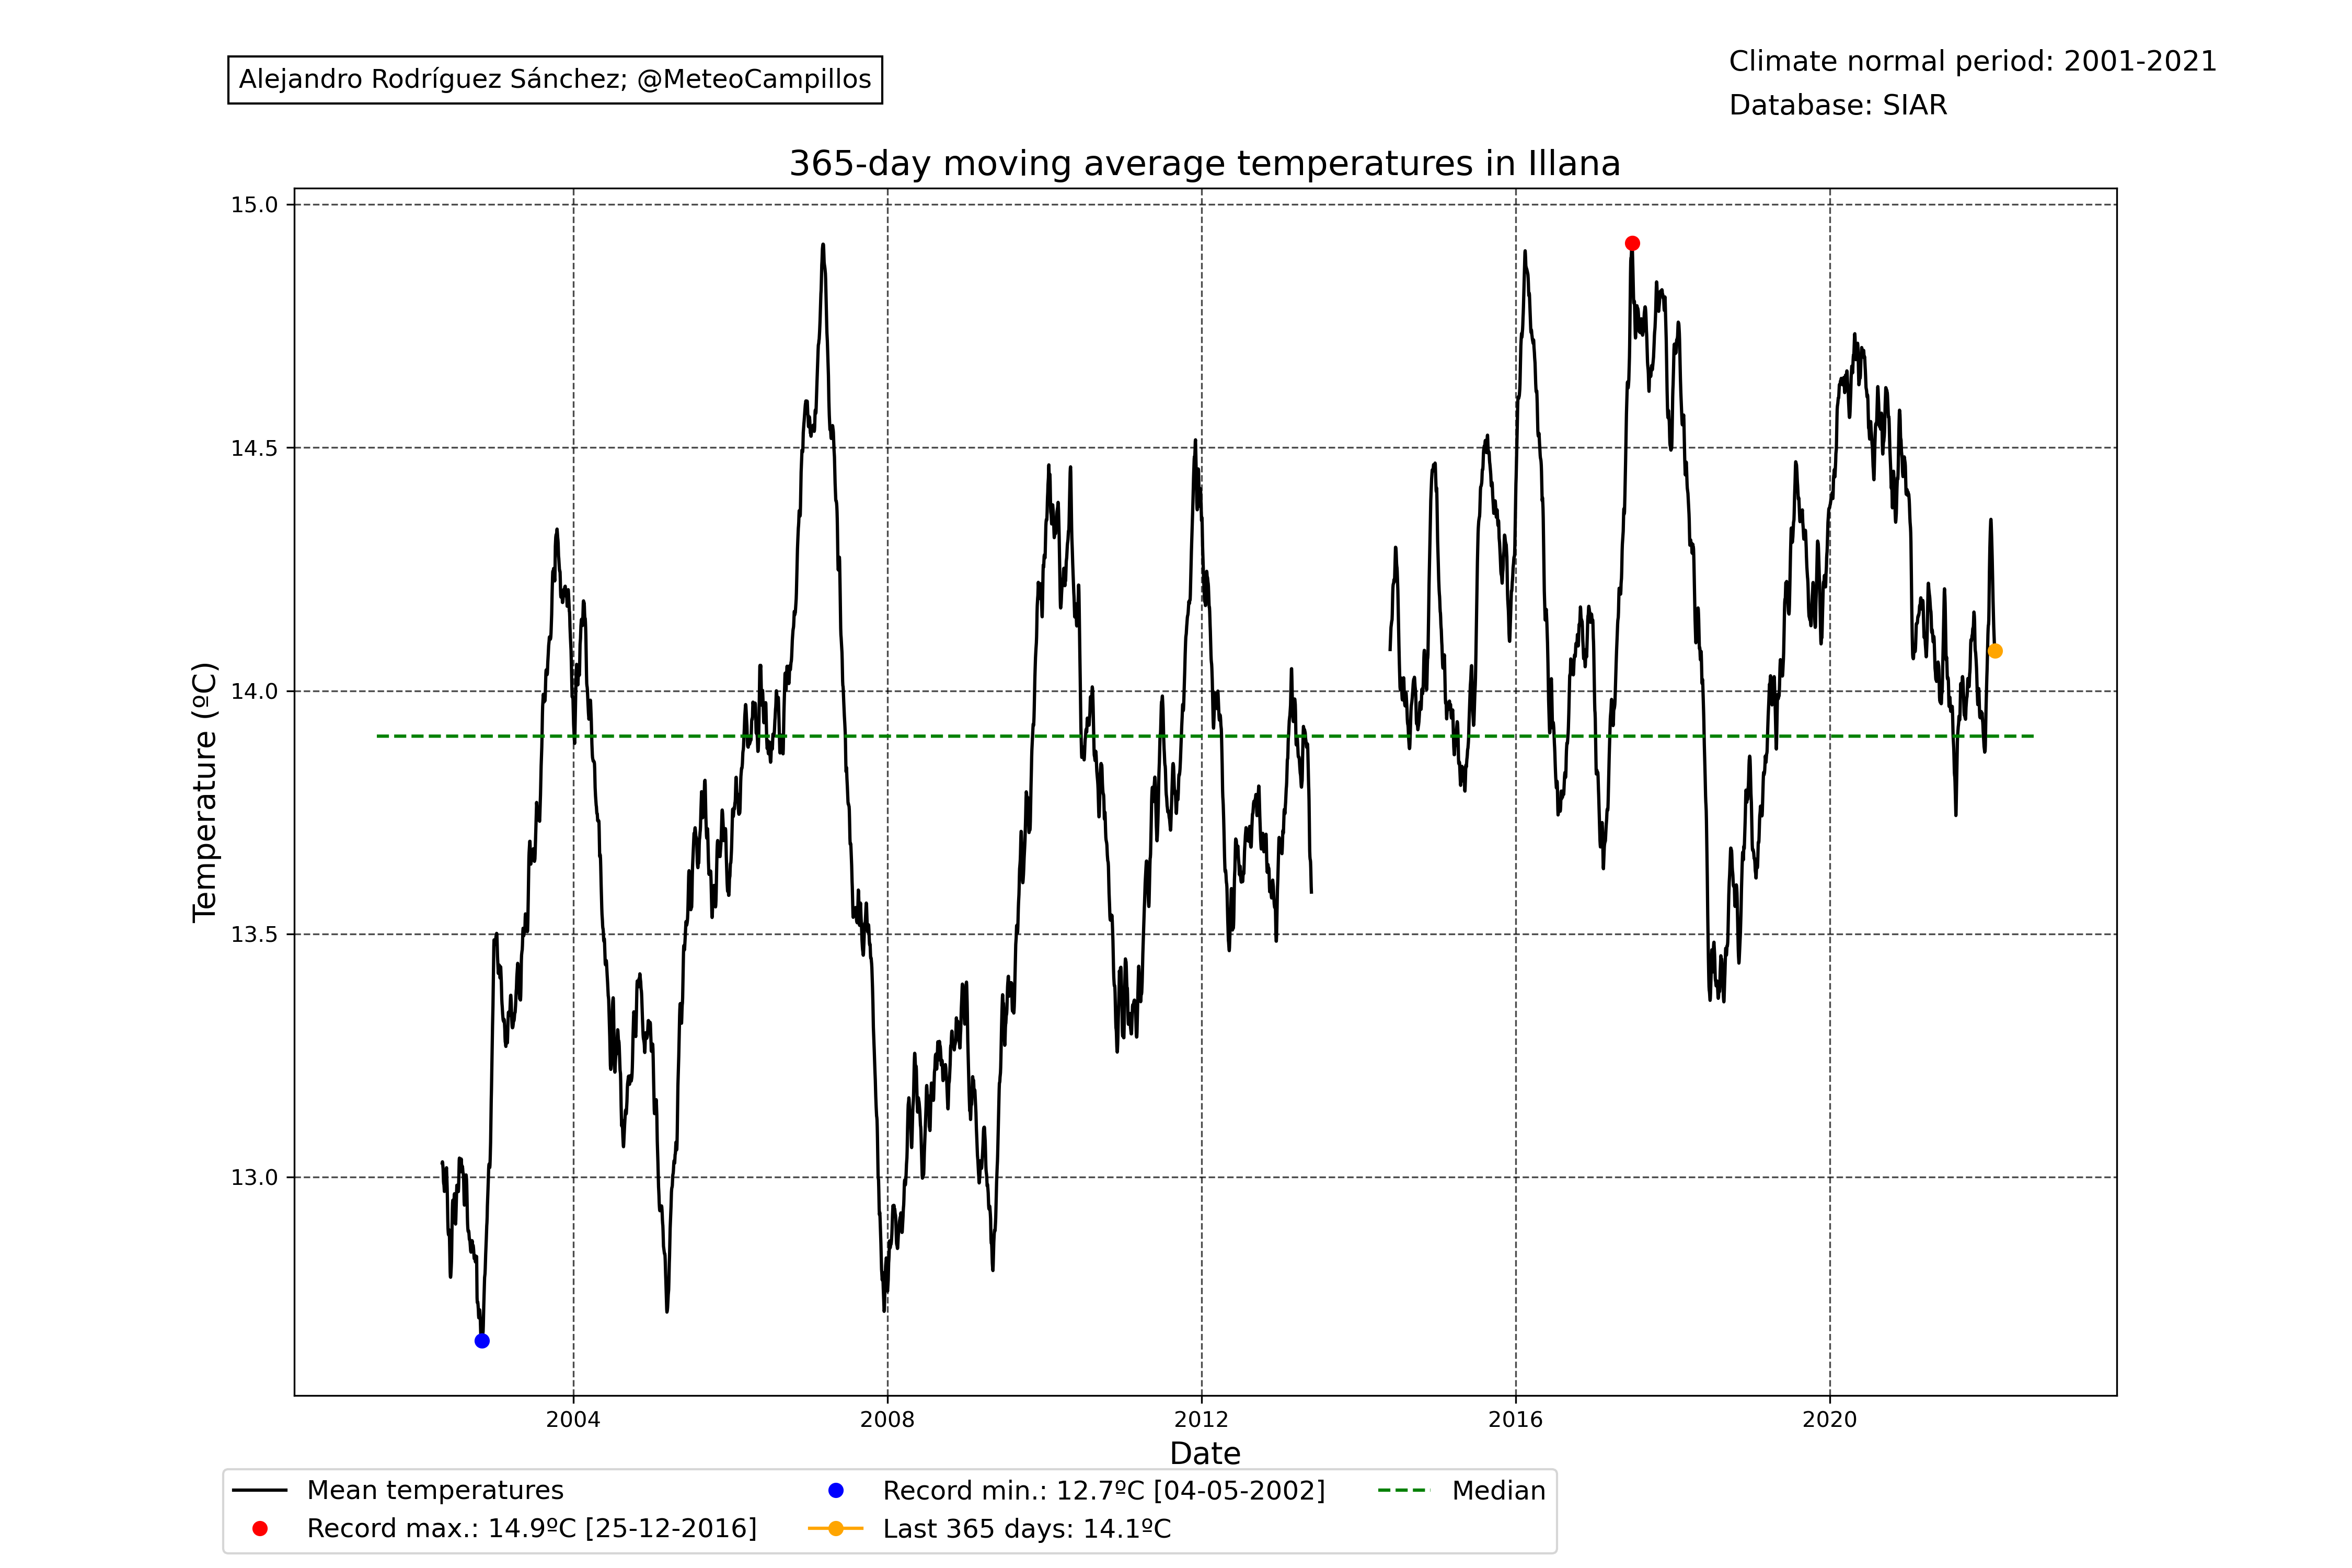 Alejandro Rodríguez Sánchez; @MeteoCampillos
Climate normal period: 2001-2021
Database: SIAR
365-day moving average temperatures in Illana
15.0
14.5
14.0
13.5
13.0
Temperature (ºC)
2004 2008 2012 2016 2020
Date
Mean temperatures
Record max.: 14.9ºC [25-12-2016]
Record min.: 12.7ºC [04-05-2002]
Last 365 days: 14.1ºC
Median